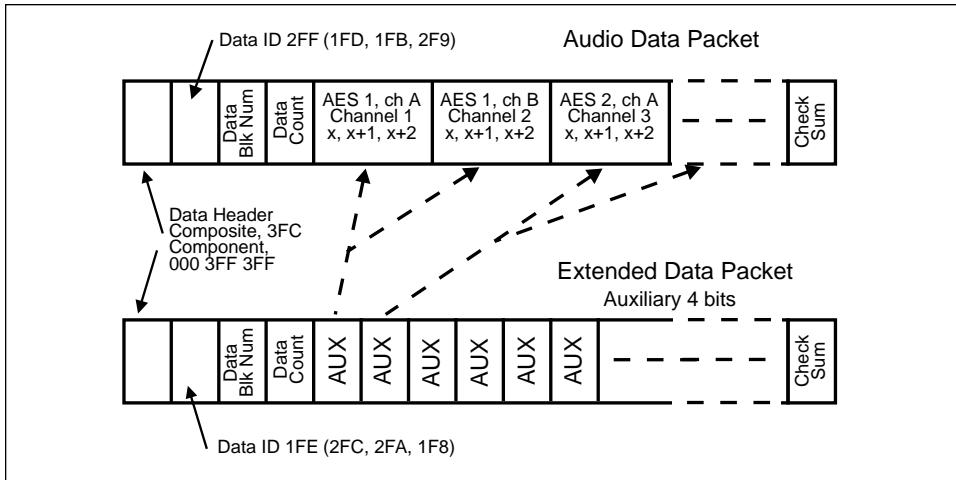 Data ID 2FF (1FD, 1FB, 2F9)
Audio Data Packet
Data
Blk Num
Data
Count
AES 1, ch A
Channel 1
x, x+1, x+2
AES 1, ch B
Channel 2
x, x+1, x+2
AES 2, ch A
Channel 3
x, x+1, x+2
Check
Sum
Data Header
Composite, 3FC
Component,
000 3FF 3FF
Extended Data Packet
Auxiliary 4 bits
Data
Blk Num
Data
Count
AUX
AUX
AUX
AUX
AUX
AUX
Check
Sum
Data ID 1FE (2FC, 2FA, 1F8)